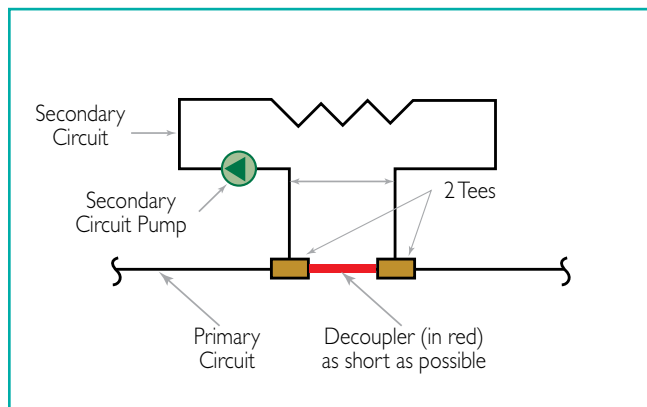 Secondary
Circuit
Secondary
Circuit Pump
2 Tees
Primary
Circuit
Decoupler (in red)
as short as possible